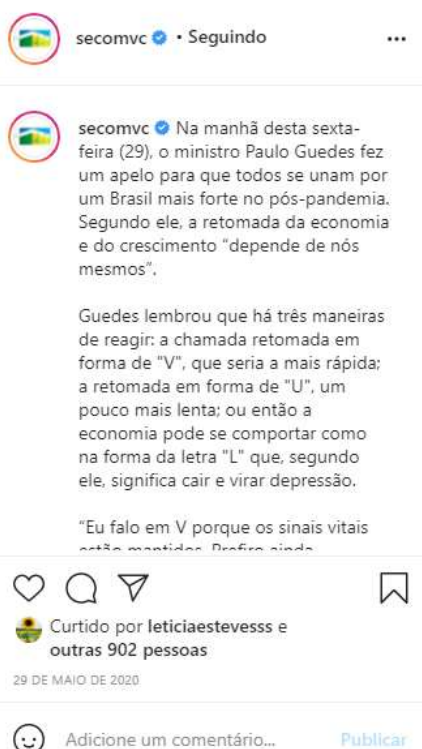 secomvc • Seguindo
secomvc Na manhã desta sexta-
feira (29), o ministro Paulo Guedes fez
um apelo para que todos se unam por
um Brasil mais forte no pós-pandemia.
Segundo ele, a retomada da economia
e do crescimento "depende de nós
mesmos".
Guedes lembrou que há três maneiras
de reagir: a chamada retomada em
forma de "V", que seria a mais rápida;
a retomada em forma de "U", um
pouco mais lenta; ou então a
economia pode se comportar como
na forma da letra "L" que, segundo
ele, significa cair e virar depressão.
"Eu falo em V porque os sinais vitais
estão mantidos. Prefiro ainda
Curtido por leticiaestevesss e
outras 902 pessoas
29 DE MAIO DE 2020
Adicione um comentário... Publicar